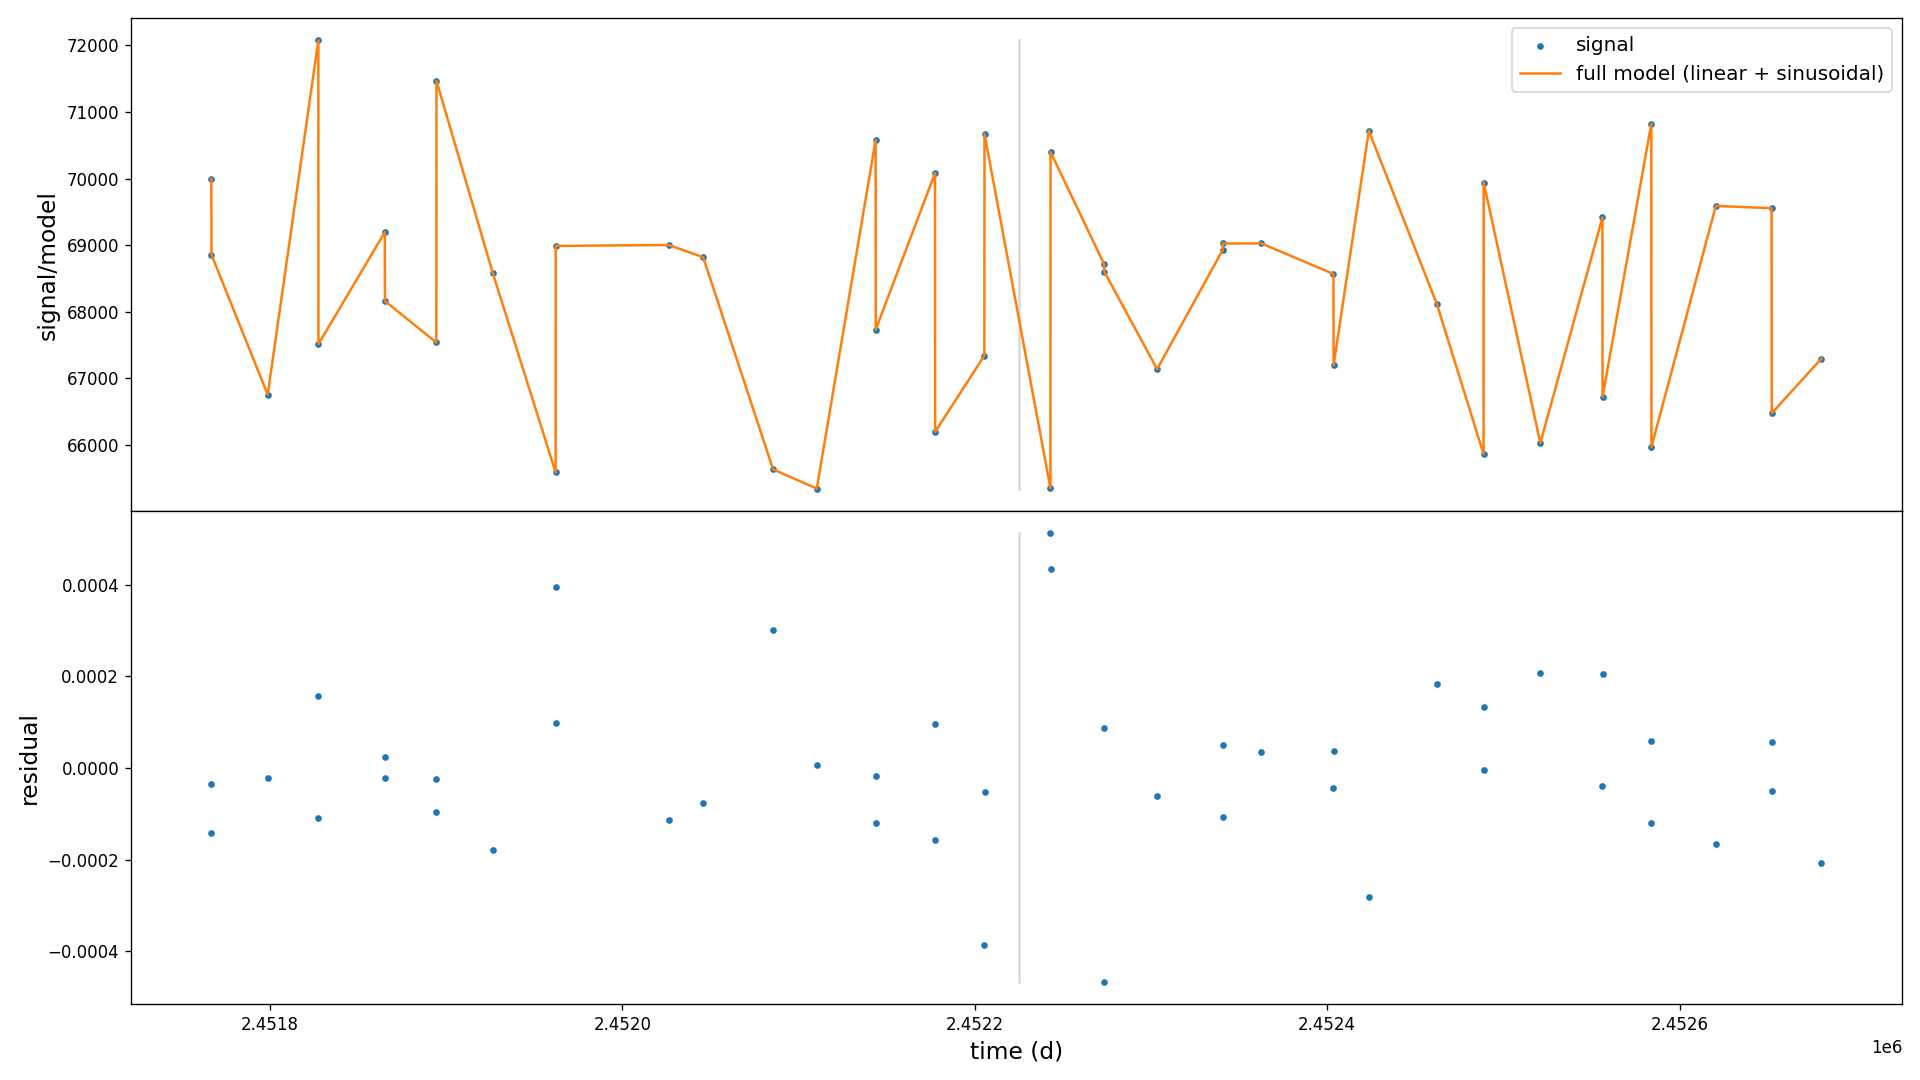 72000
71000
70000
69000
68000
67000
66000
signal/model
signal
full model (linear + sinusoidal)
0.0004
0.0002
0.0000
−0.0002
−0.0004
residual
2.4518
2.4520
2.4522
2.4524
2.4526
1e6
time (d)